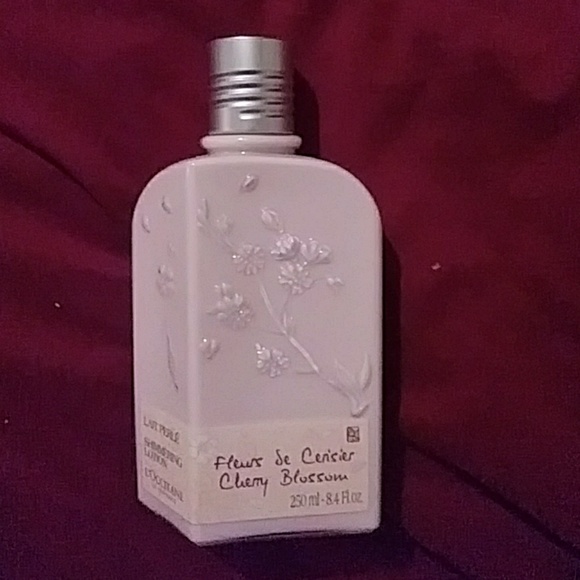 LAIT PERLÉ
SHIMMERING
LOTION
L'OCCITANE
Fleurs de Cerisier
Cherry Blossom
250 ml - 8.4 Fl.oz.